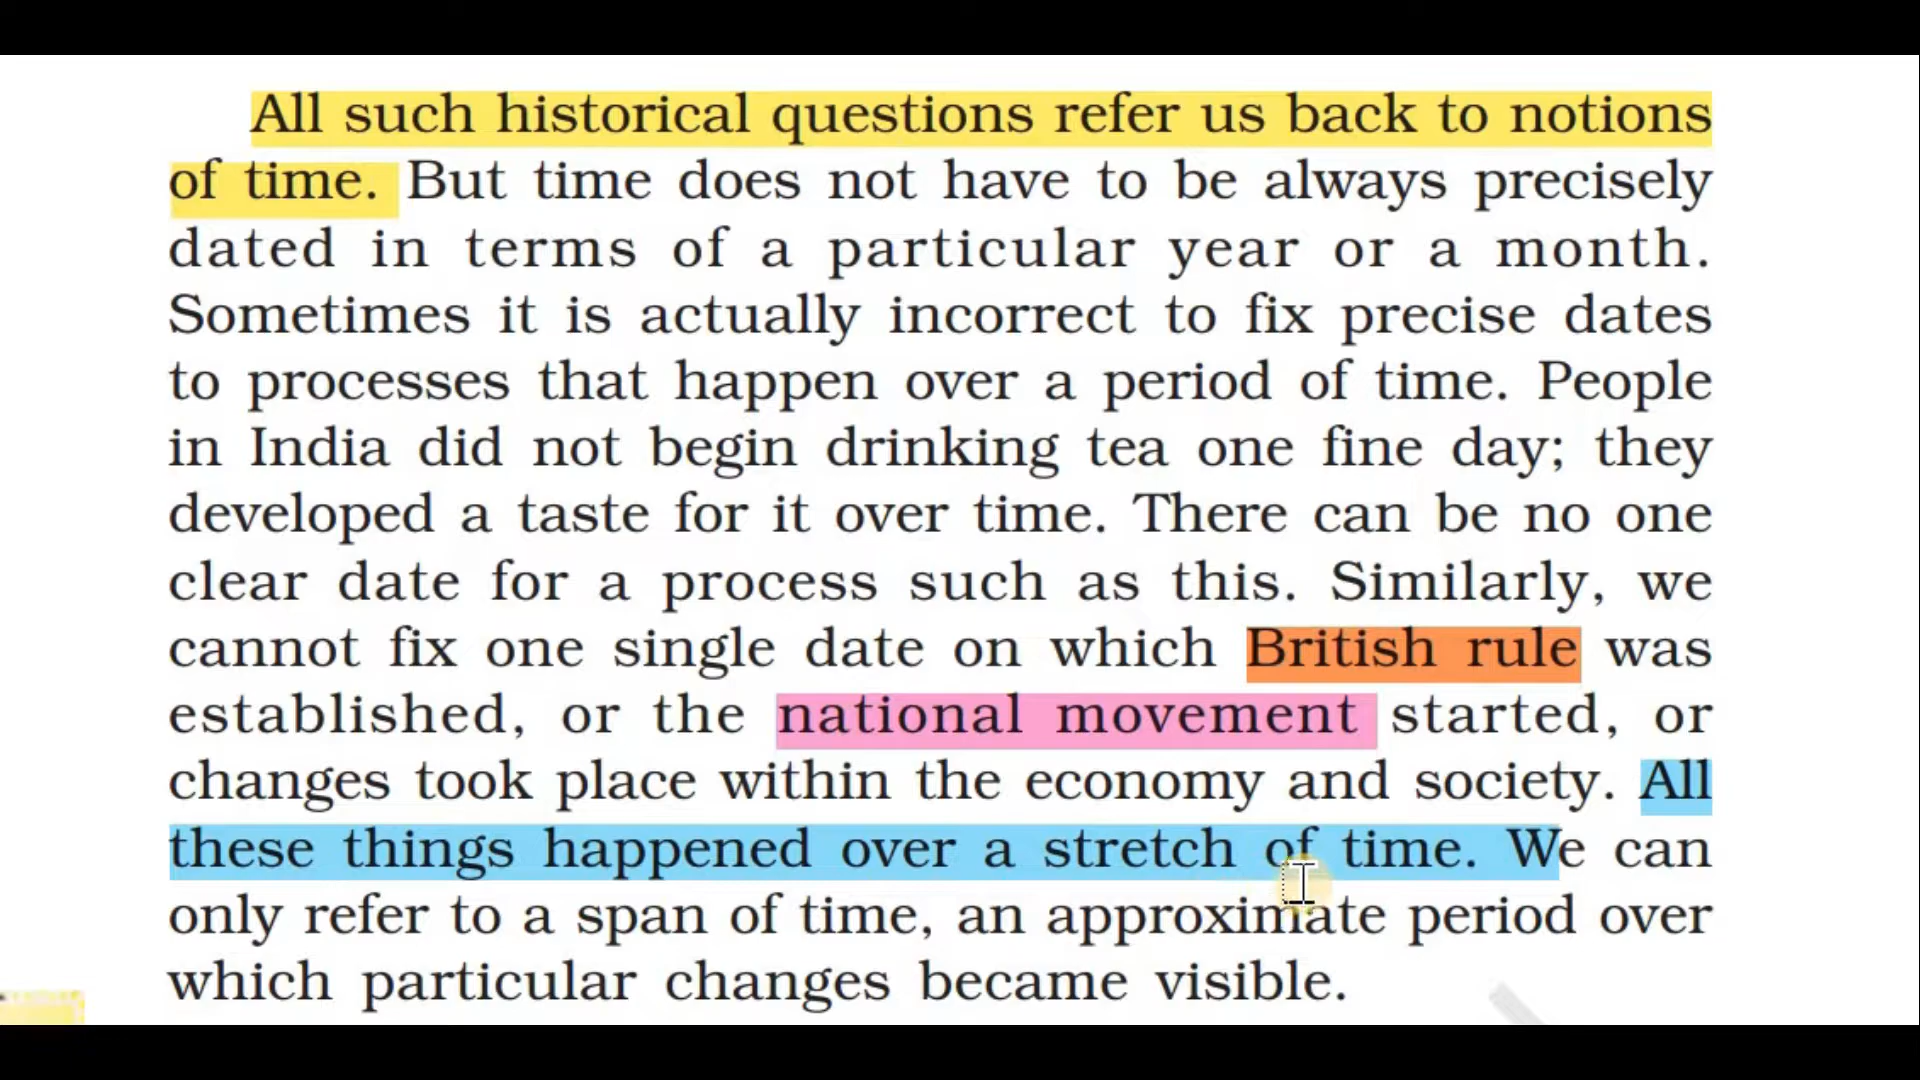 All such historical questions refer us back to notions
of time. But time does not have to be always precisely
dated in terms of a particular year or a month.
Sometimes it is actually incorrect to fix precise dates
to processes that happen over a period of time. People
in India did not begin drinking tea one fine day; they
developed a taste for it over time. There can be no one
clear date for a process such as this. Similarly, we
cannot fix one single date on which British rule was
established, or the national movement started, or
changes took place within the economy and society. All
these things happened over a stretch of time. We can
only refer to a span of time, an approximate period over
which particular changes became visible.